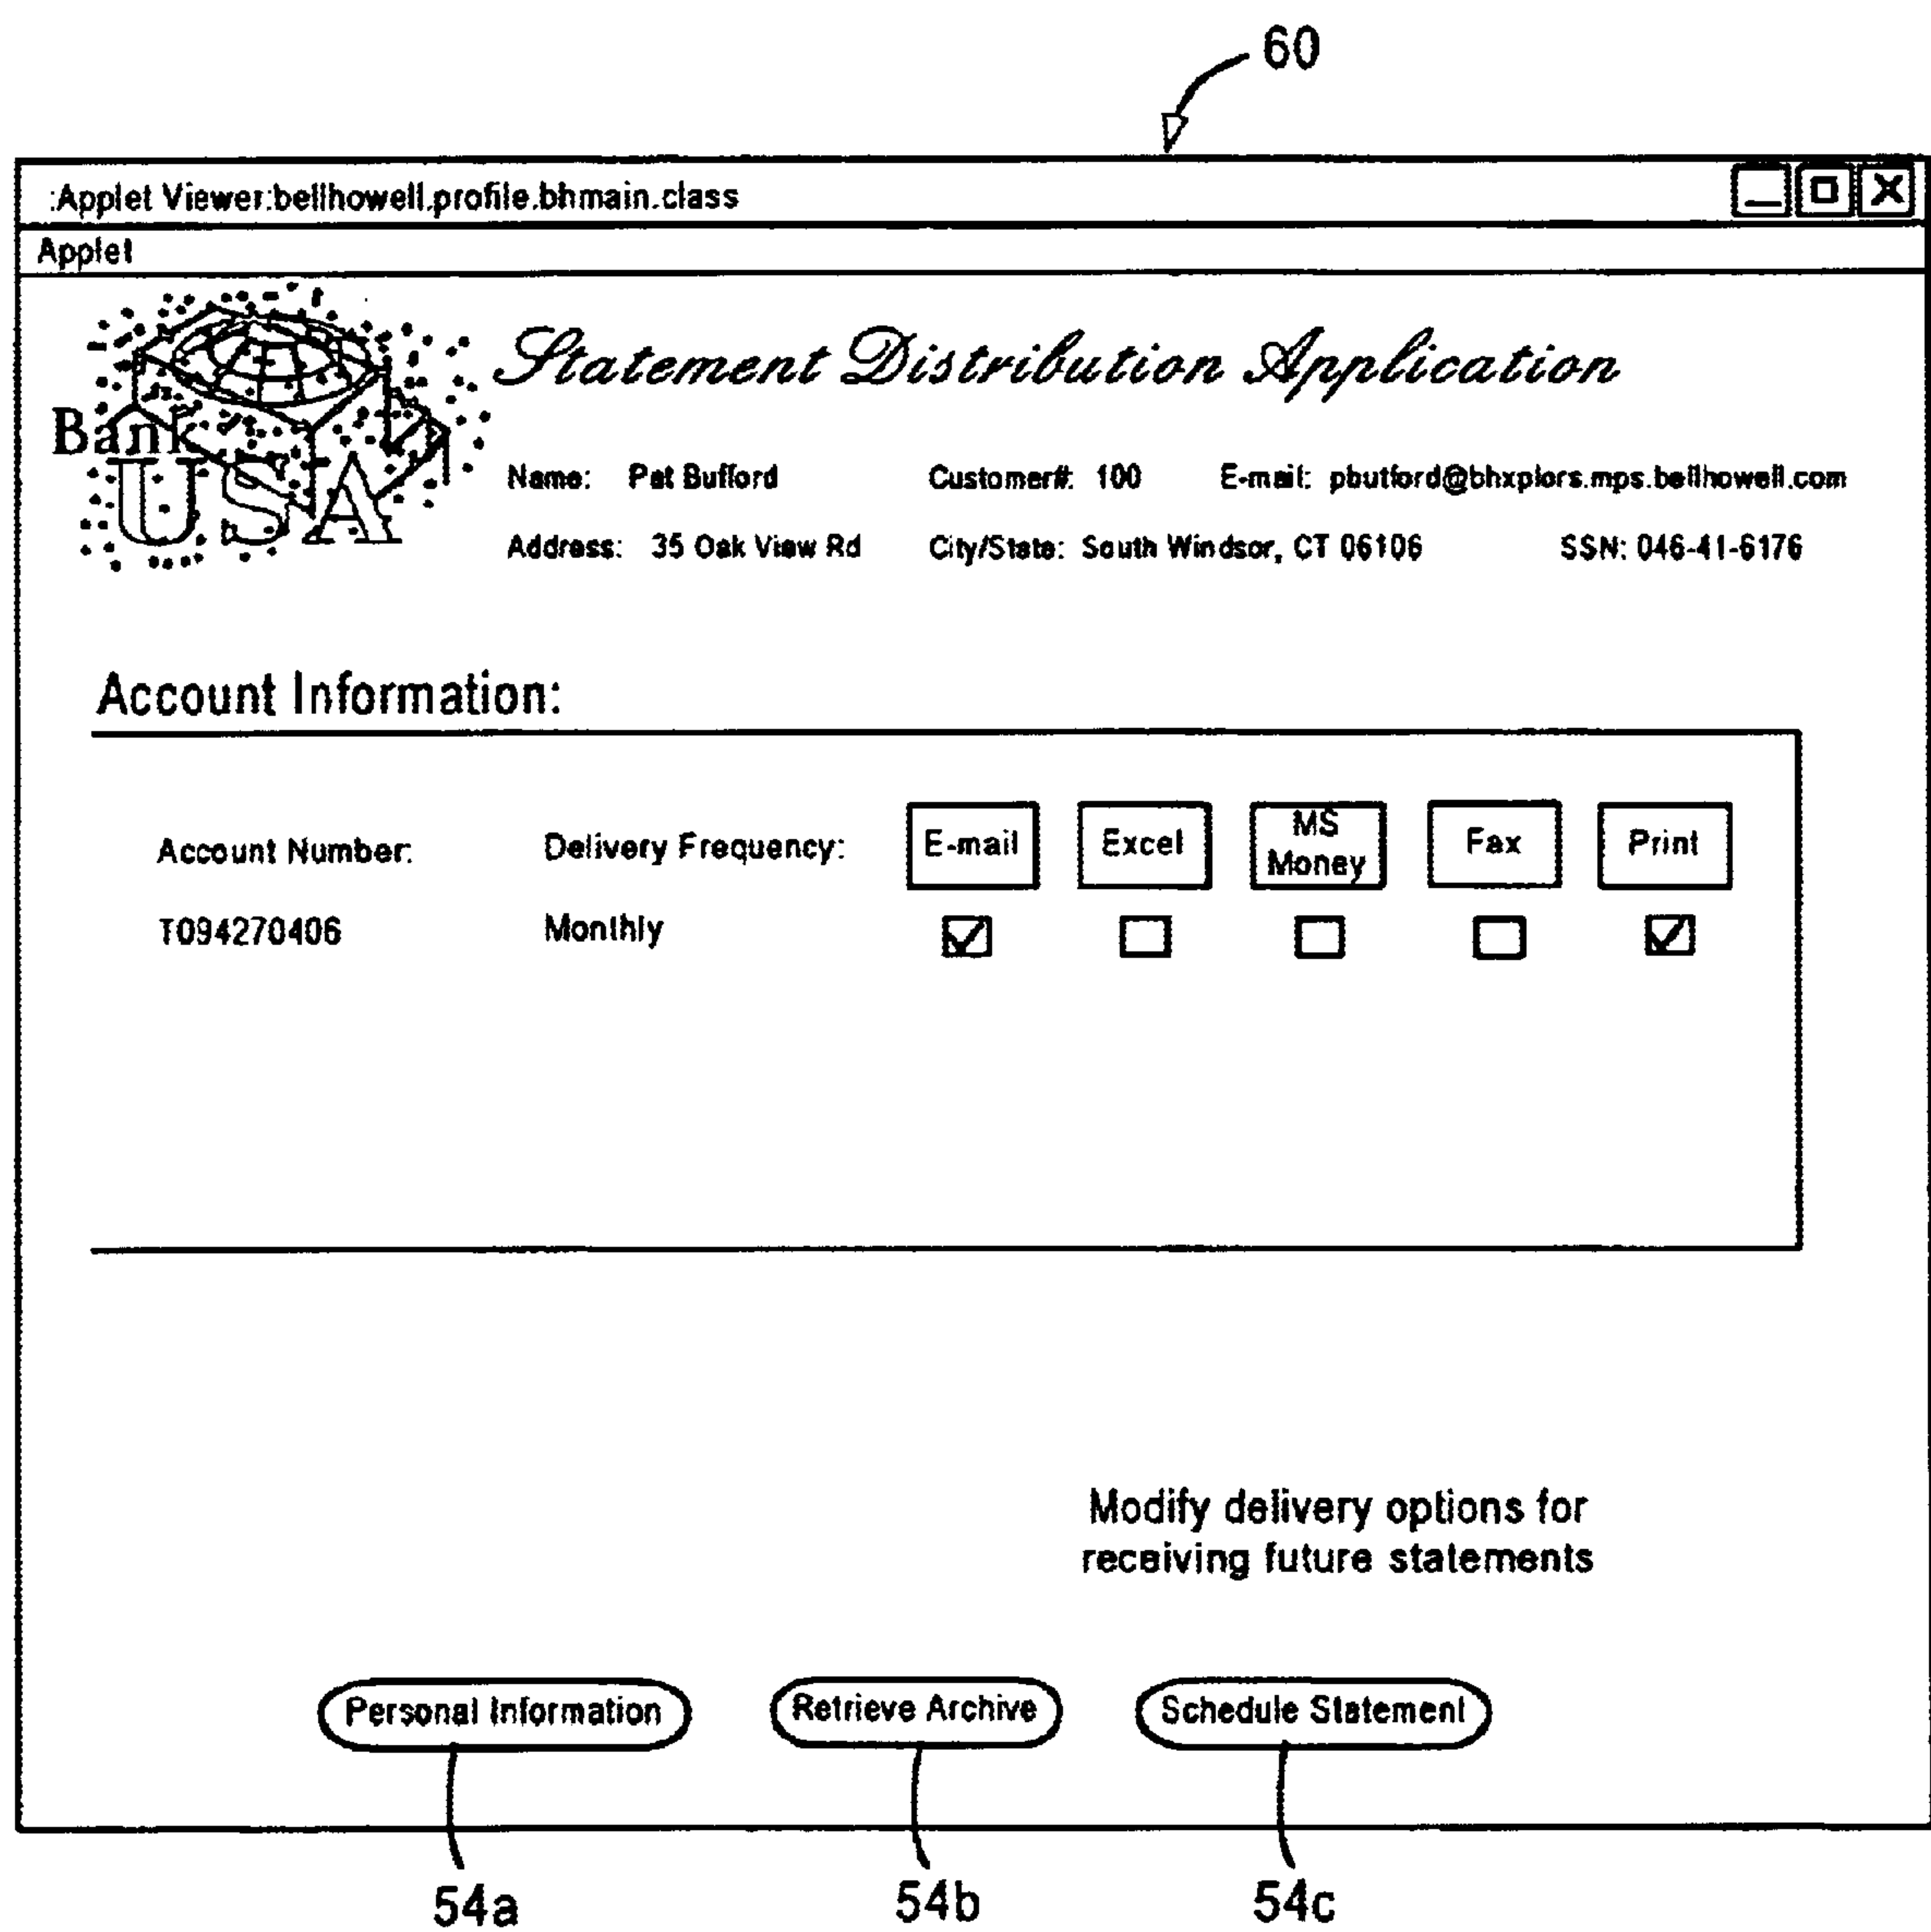 60
:Applet Viewer:bellhowell.profile.bhmain.class
Applet
Statement Distribution Application
Bank
USA
Name: Pat Bufford Customer#: 100 E-mail: pbutford@bhxplors.mps.bellhowell.com
Address: 35 Oak View Rd City/State: South Windsor, CT 06106 SSN: 046-41-6176
Account Information:
Account Number: Delivery Frequency: E-mail Excel MS Money Fax Print
T094270406 Monthly
Modify delivery options for
receiving future statements
Personal Information Retrieve Archive Schedule Statement
54a 54b 54c